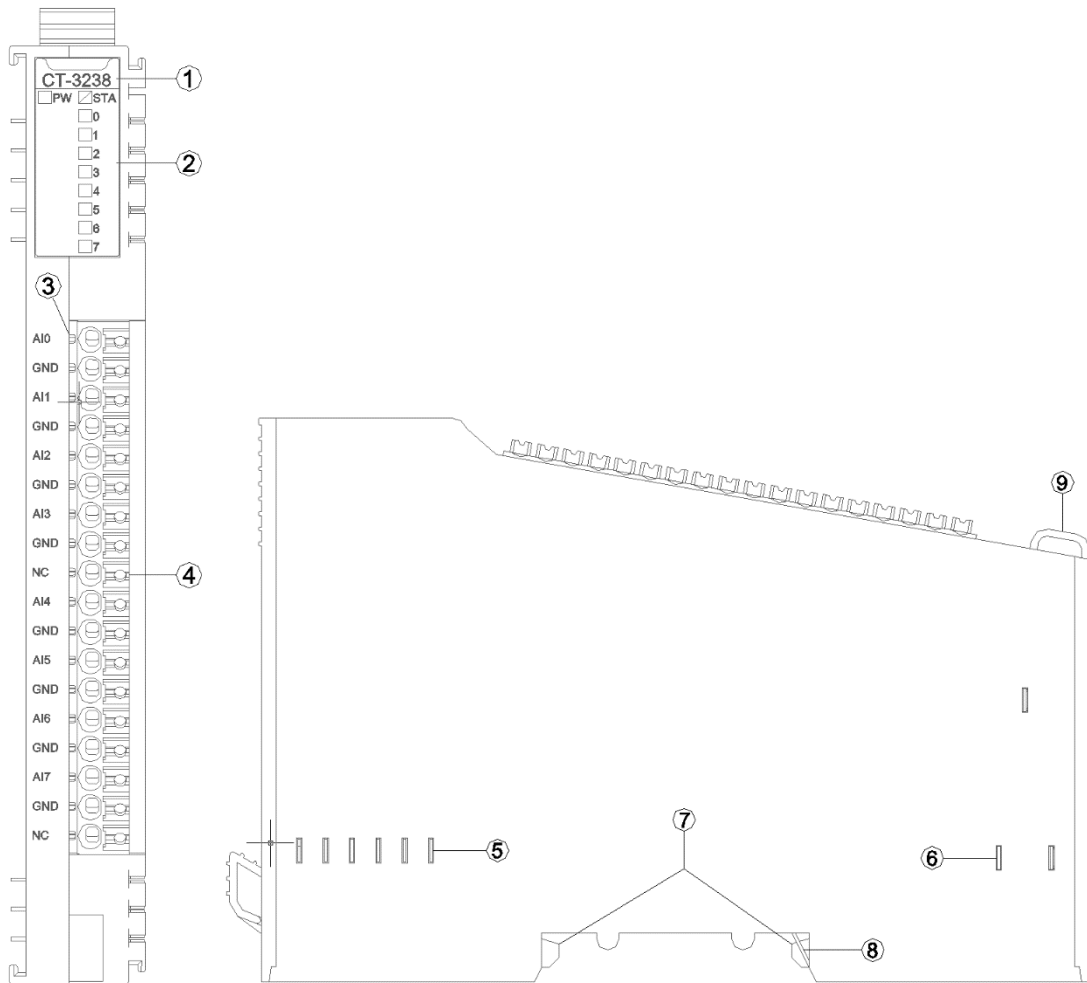 CT-3238
①
PW STA
0
1
2
②
3
4
5
6
7
③
AI0
GND
AI1
GND
AI2
GND
⑨
AI3
GND
NC
④
AI4
GND
AI5
GND
AI6
GND
AI7
GND
⑦
NC
⑤
⑥
⑧